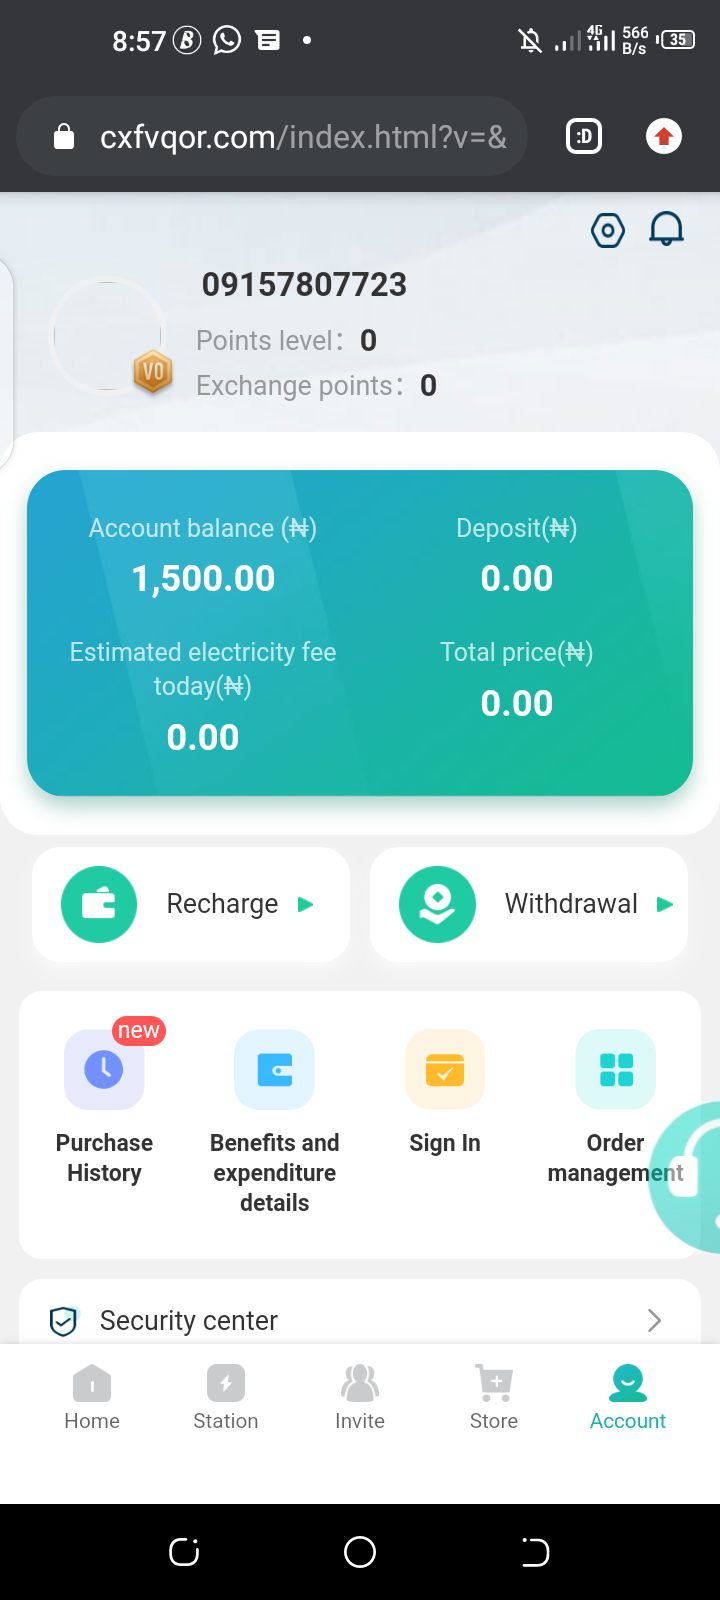 8:57
4G
566
B/s
35
cxfvqor.com/index.html?v=&
:D
09157807723
V0
Points level: 0
Exchange points: 0
Account balance (₦)
1,500.00
Deposit(₦)
0.00
Estimated electricity fee
today(₦)
0.00
Total price(₦)
0.00
Recharge
Withdrawal
new
Purchase
History
Benefits and
expenditure
details
Sign In
Order
management
Security center
Home
Station
Invite
Store
Account